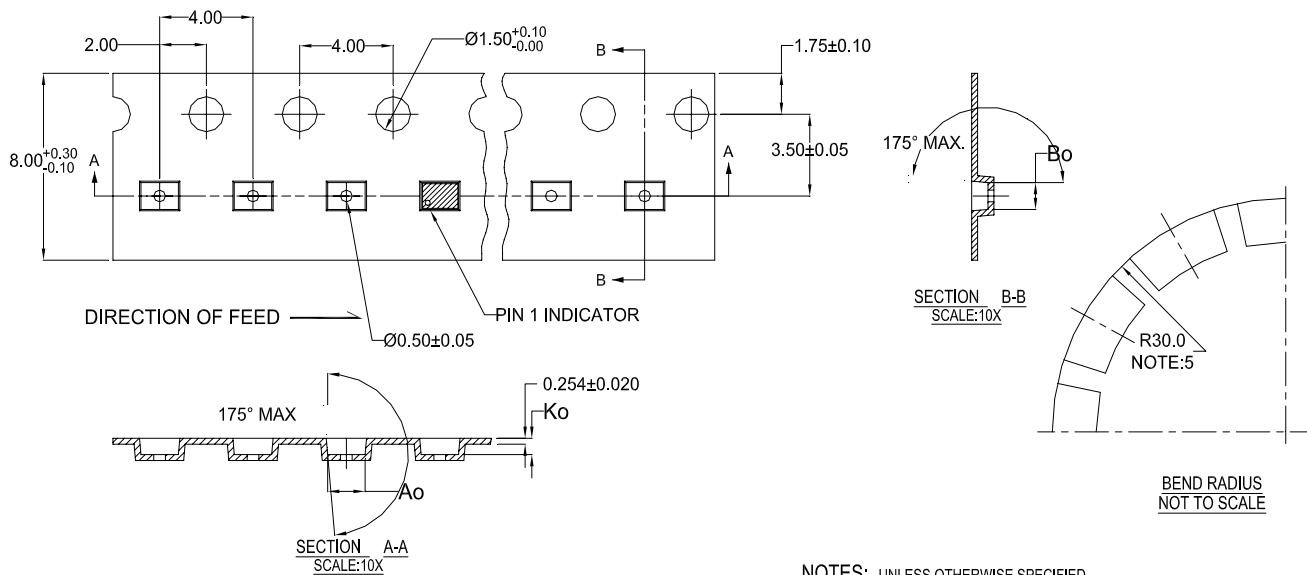 4.00
2.00
4.00
Ø1.50+0.10
-0.00
B
1.75±0.10
8.00+0.30
-0.10
A
A
3.50±0.05
175° MAX.
Bo
B
DIRECTION OF FEED
PIN 1 INDICATOR
Ø0.50±0.05
SECTION B-B
SCALE:10X
R30.0
NOTE:5
0.254±0.020
Ko
175° MAX
Ao
SECTION A-A
SCALE:10X
BEND RADIUS
NOT TO SCALE
NOTES: UNLESS OTHERWISE SPECIFIED